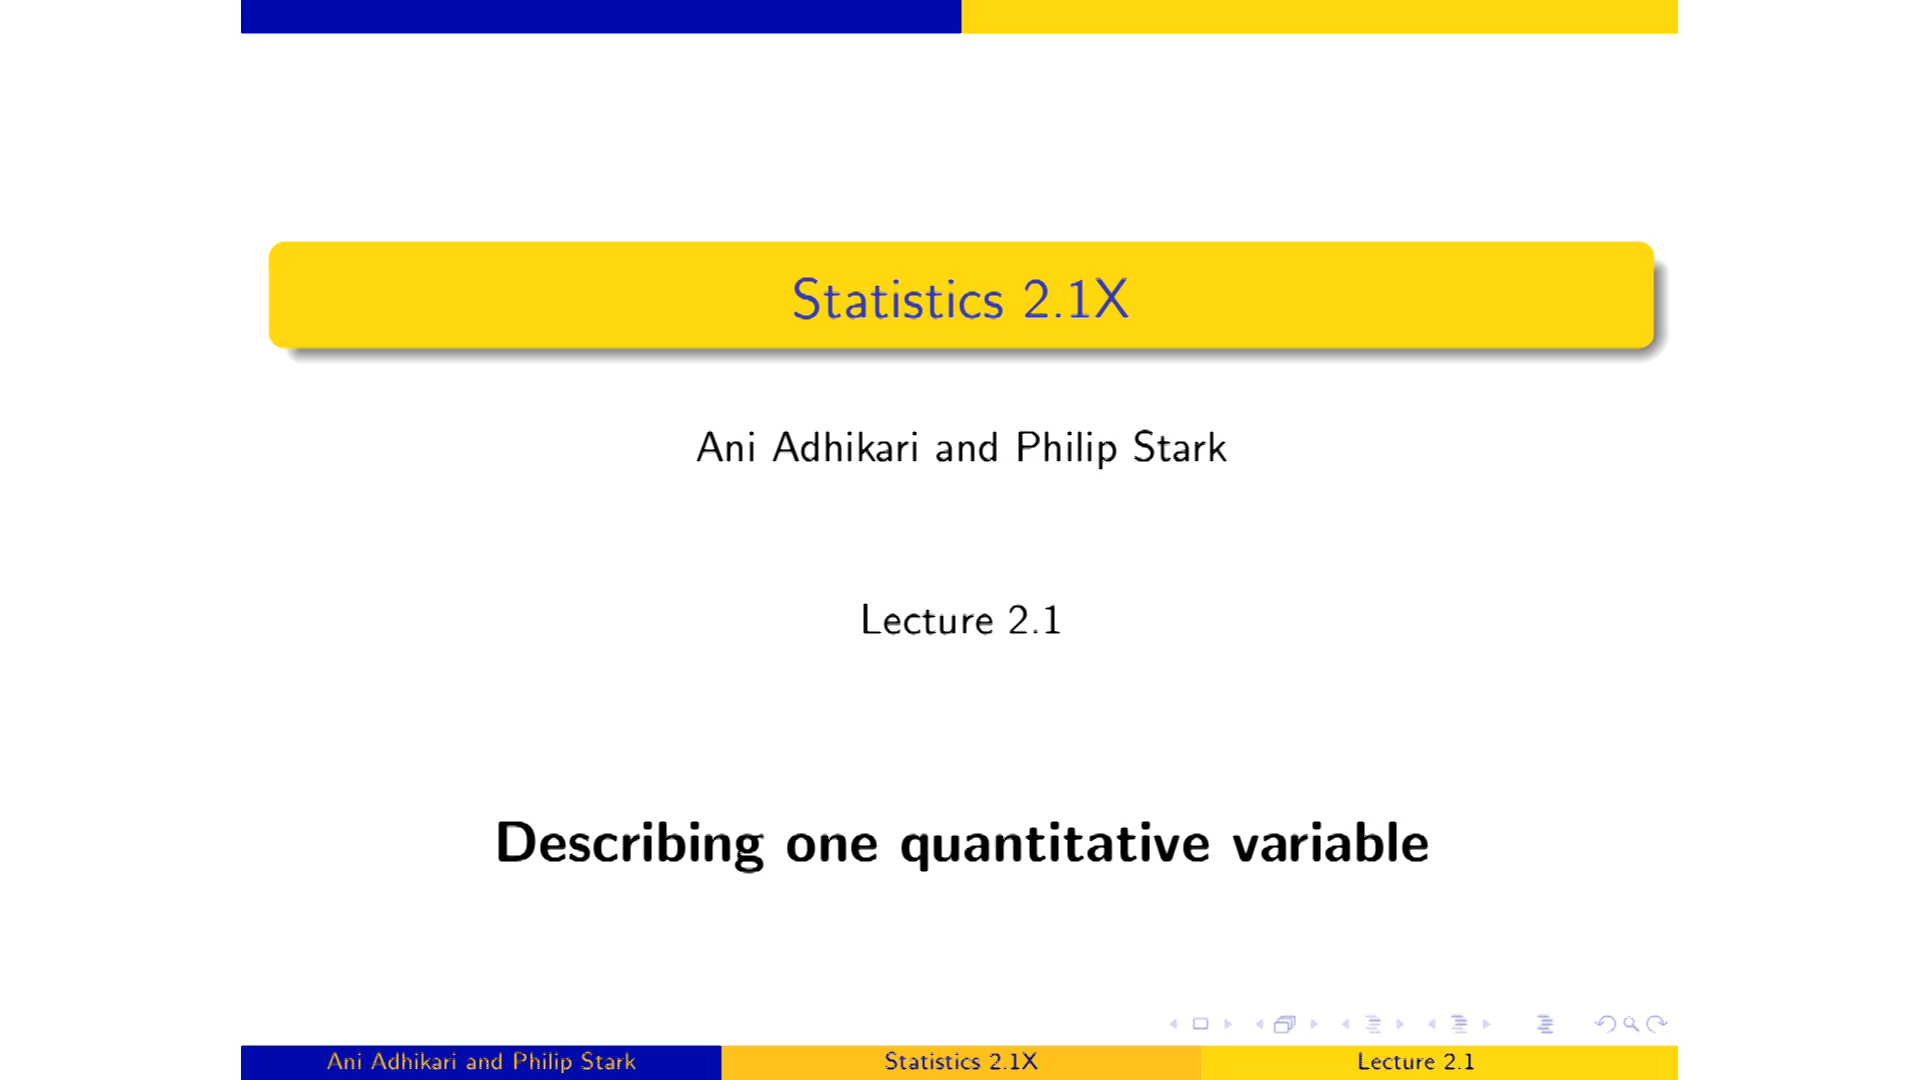 Statistics 2.1X
Ani Adhikari and Philip Stark
Lecture 2.1
Describing one quantitative variable
Ani Adhikari and Philip Stark
Statistics 2.1X
Lecture 2.1